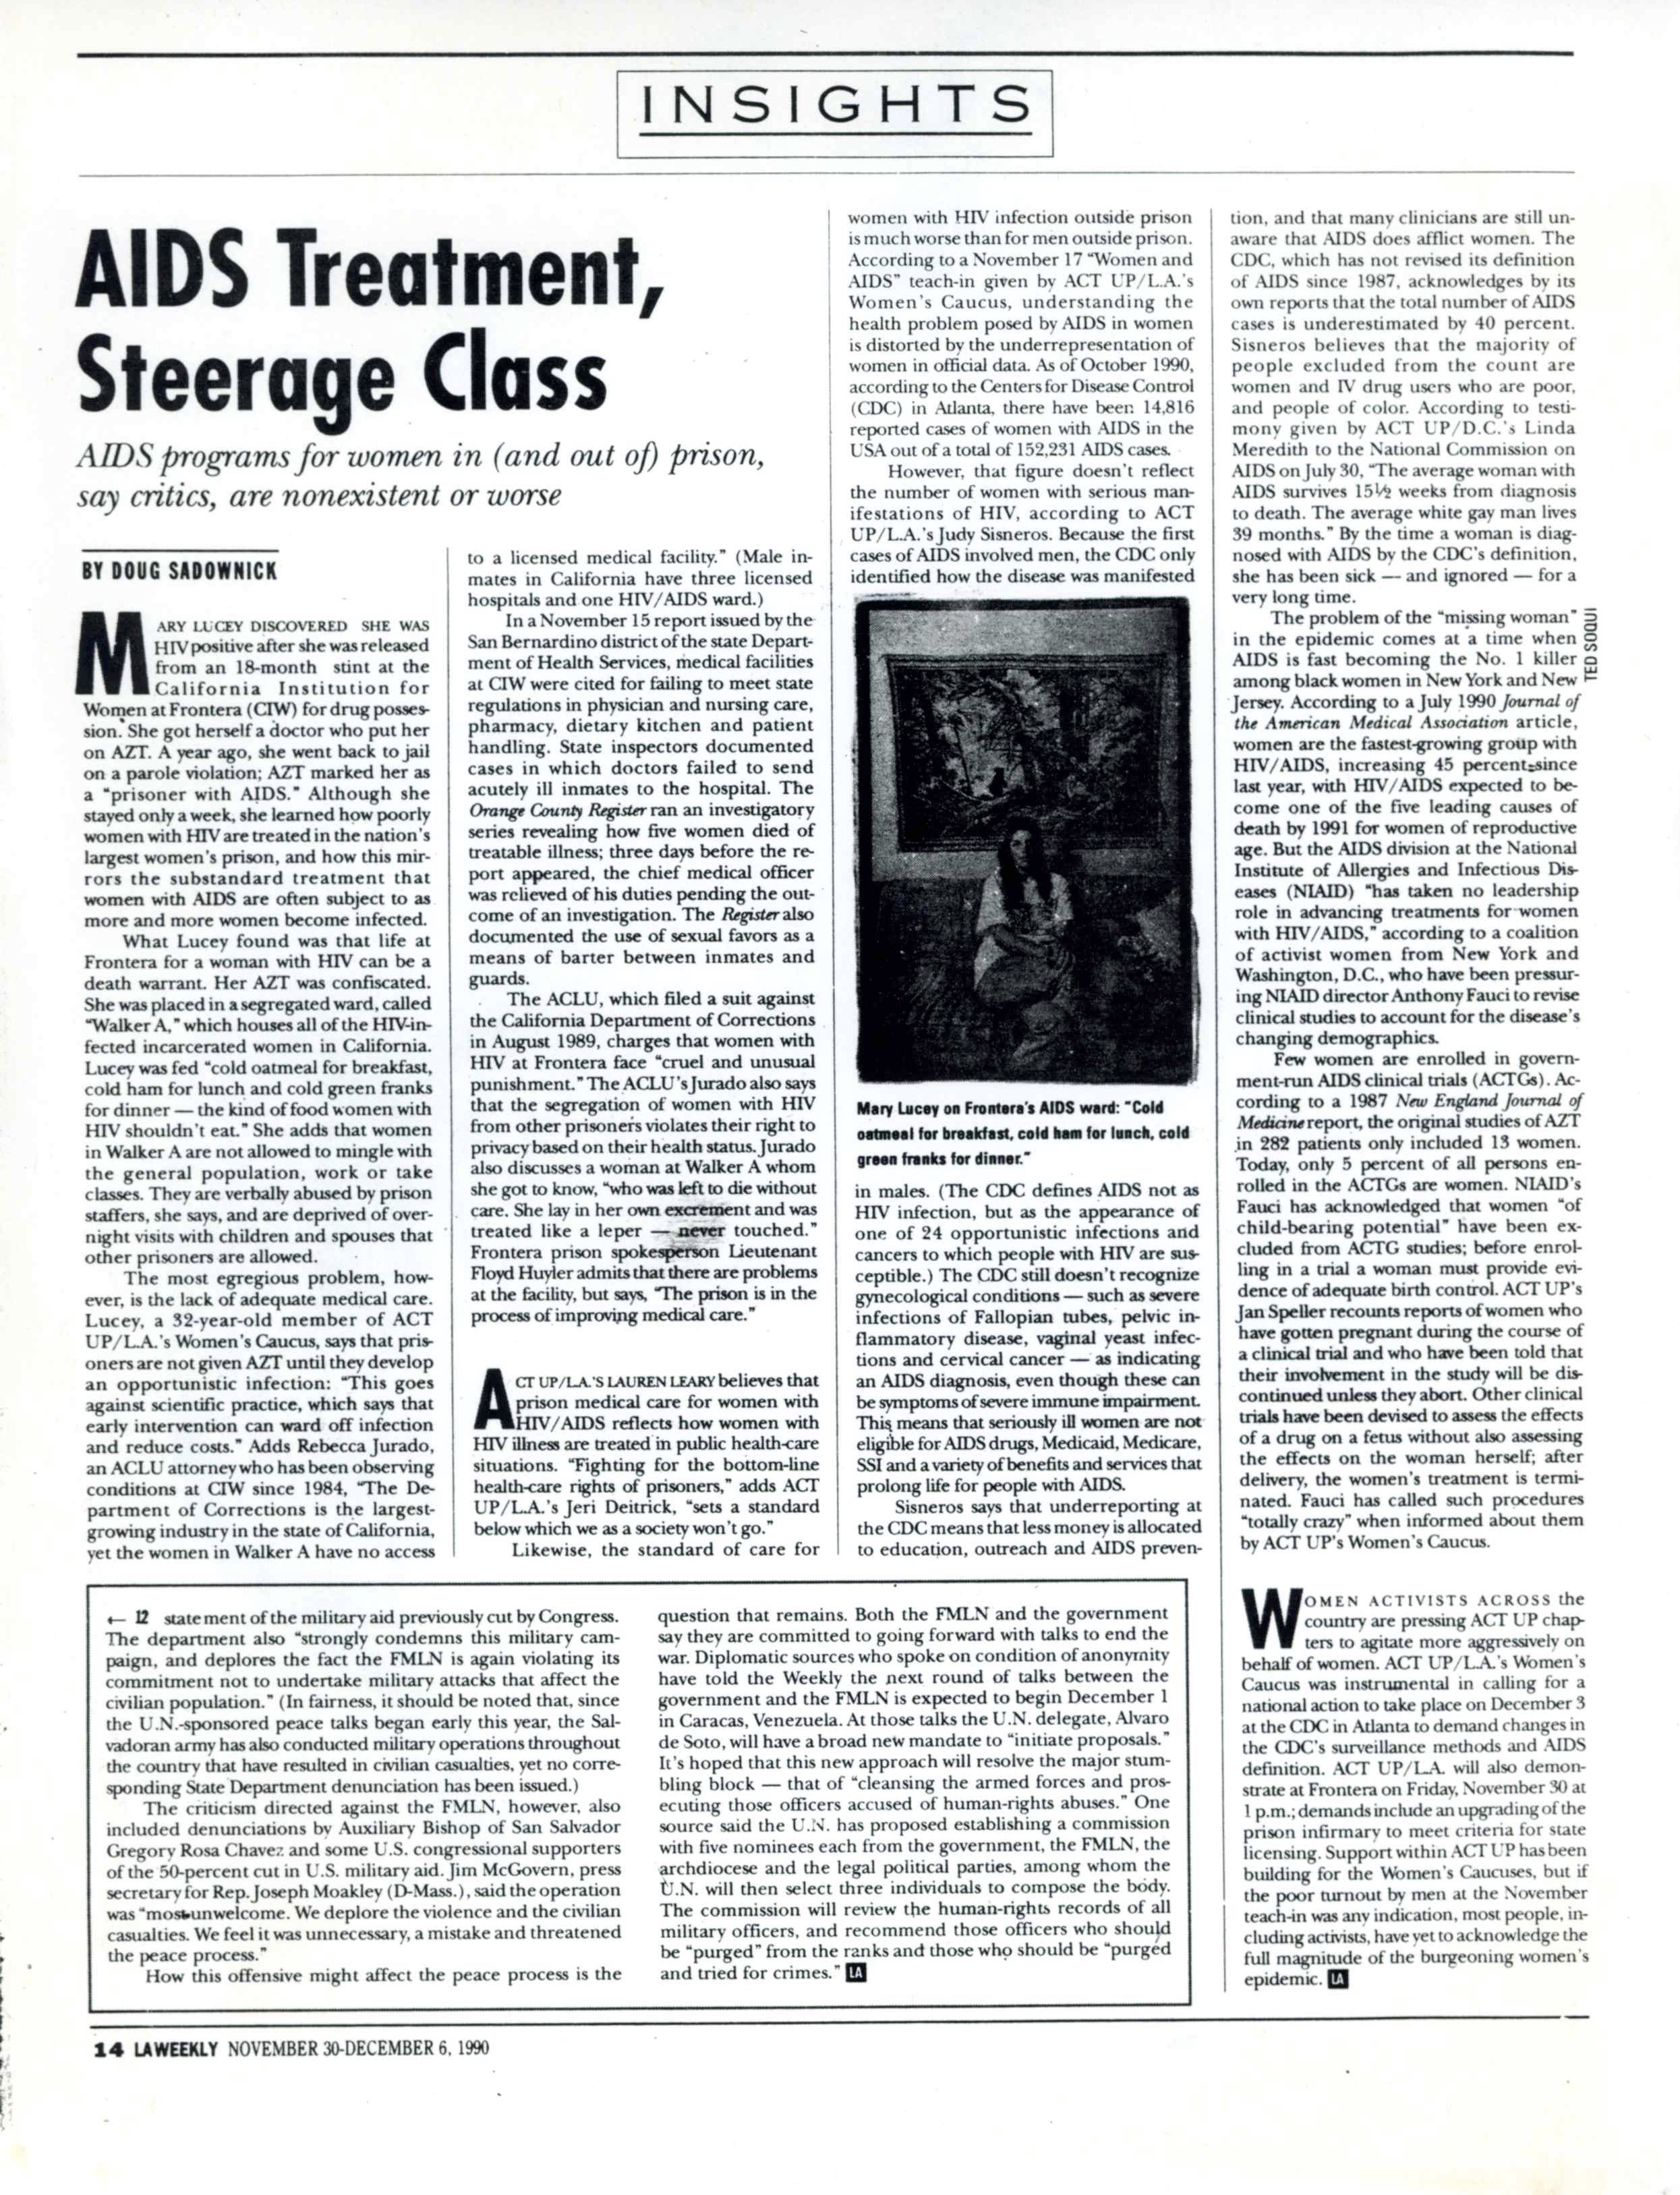 INSIGHTS
AIDS Treatment,
Steerage Class
AIDS programs for women in (and out of) prison,
say critics, are nonexistent or worse
BY DOUG SADOWNICK
MARY LUCEY DISCOVERED SHE WAS
HIV positive after she was released
from an 18-month stint at the
California Institution for
Women at Frontera (CIW) for drug posses-
sion. She got herself a doctor who put her
on AZT. A year ago, she went back to jail
on a parole violation; AZT marked her as
a “prisoner with AIDS.” Although she
stayed only a week, she learned how poorly
women with HIV are treated in the nation's
largest women's prison, and how this mir-
rors the substandard treatment that
women with AIDS are often subject to as
more and more women become infected.
What Lucey found was that life at
Frontera for a woman with HIV can be a
death warrant. Her AZT was confiscated.
She was placed in a segregated ward, called
“Walker A,” which houses all of the HIV-in-
fected incarcerated women in California.
Lucey was fed “cold oatmeal for breakfast,
cold ham for lunch and cold green franks
for dinner — the kind of food women with
HIV shouldn't eat.” She adds that women
in Walker A are not allowed to mingle with
the general population, work or take
classes. They are verbally abused by prison
staffers, she says, and are deprived of over-
night visits with children and spouses that
other prisoners are allowed.
The most egregious problem, how-
ever, is the lack of adequate medical care.
Lucey, a 32-year-old member of ACT
UP/L.A.'s Women's Caucus, says that pris-
oners are not given AZT until they develop
an opportunistic infection: “This goes
against scientific practice, which says that
early intervention can ward off infection
and reduce costs.” Adds Rebecca Jurado,
an ACLU attorney who has been observing
conditions at CIW since 1984, “The De-
partment of Corrections is the largest-
growing industry in the state of California,
yet the women in Walker A have no access
to a licensed medical facility.” (Male in-
mates in California have three licensed
hospitals and one HIV/AIDS ward.)
In a November 15 report issued by the
San Bernardino district of the state Depart-
ment of Health Services, medical facilities
at CIW were cited for failing to meet state
regulations in physician and nursing care,
pharmacy, dietary kitchen and patient
handling. State inspectors documented
cases in which doctors failed to send
acutely ill inmates to the hospital. The
Orange County Register ran an investigatory
series revealing how five women died of
treatable illness; three days before the re-
port appeared, the chief medical officer
was relieved of his duties pending the out-
come of an investigation. The Register also
documented the use of sexual favors as a
means of barter between inmates and
guards.
The ACLU, which filed a suit against
the California Department of Corrections
in August 1989, charges that women with
HIV at Frontera face “cruel and unusual
punishment.” The ACLU's Jurado also says
that the segregation of women with HIV
from other prisoners violates their right to
privacy based on their health status. Jurado
also discusses a woman at Walker A whom
she got to know, “who was left to die without
care. She lay in her own excrement and was
treated like a leper — never touched.”
Frontera prison spokesperson Lieutenant
Floyd Huyler admits that there are problems
at the facility, but says, “The prison is in the
process of improving medical care.”
ACT UP/L.A.'S LAUREN LEARY believes that
prison medical care for women with
HIV/AIDS reflects how women with
HIV illness are treated in public health-care
situations. “Fighting for the bottom-line
health-care rights of prisoners,” adds ACT
UP/L.A.'s Jeri Deitrick, “sets a standard
below which we as a society won't go.”
Likewise, the standard of care for
women with HIV infection outside prison
is much worse than for men outside prison.
According to a November 17 “Women and
AIDS” teach-in given by ACT UP/L.A.'s
Women's Caucus, understanding the
health problem posed by AIDS in women
is distorted by the underrepresentation of
women in official data. As of October 1990,
according to the Centers for Disease Control
(CDC) in Atlanta, there have been 14,816
reported cases of women with AIDS in the
USA out of a total of 152,231 AIDS cases.
However, that figure doesn't reflect
the number of women with serious man-
ifestations of HIV, according to ACT
UP/L.A.'s Judy Sisneros. Because the first
cases of AIDS involved men, the CDC only
identified how the disease was manifested
Mary Lucey on Frontera's AIDS ward: “Cold
oatmeal for breakfast, cold ham for lunch, cold
green franks for dinner.”
in males. (The CDC defines AIDS not as
HIV infection, but as the appearance of
one of 24 opportunistic infections and
cancers to which people with HIV are sus-
ceptible.) The CDC still doesn't recognize
gynecological conditions — such as severe
infections of Fallopian tubes, pelvic in-
flammatory disease, vaginal yeast infec-
tions and cervical cancer — as indicating
an AIDS diagnosis, even though these can
be symptoms of severe immune impairment.
This means that seriously ill women are not
eligible for AIDS drugs, Medicaid, Medicare,
SSI and a variety of benefits and services that
prolong life for people with AIDS.
Sisneros says that underreporting at
the CDC means that less money is allocated
to education, outreach and AIDS preven-
tion, and that many clinicians are still un-
aware that AIDS does afflict women. The
CDC, which has not revised its definition
of AIDS since 1987, acknowledges by its
own reports that the total number of AIDS
cases is underestimated by 40 percent.
Sisneros believes that the majority of
people excluded from the count are
women and IV drug users who are poor,
and people of color. According to testi-
mony given by ACT UP/D.C.'s Linda
Meredith to the National Commission on
AIDS on July 30, “The average woman with
AIDS survives 15½ weeks from diagnosis
to death. The average white gay man lives
39 months.” By the time a woman is diag-
nosed with AIDS by the CDC's definition,
she has been sick — and ignored — for a
very long time.
The problem of the “missing woman”
in the epidemic comes at a time when
AIDS is fast becoming the No. 1 killer
among black women in New York and New
Jersey. According to a July 1990 Journal of
the American Medical Association article,
women are the fastest-growing group with
HIV/AIDS, increasing 45 percent since
last year, with HIV/AIDS expected to be-
come one of the five leading causes of
death by 1991 for women of reproductive
age. But the AIDS division at the National
Institute of Allergies and Infectious Dis-
eases (NIAID) “has taken no leadership
role in advancing treatments for women
with HIV/AIDS,” according to a coalition
of activist women from New York and
Washington, D.C., who have been pressur-
ing NIAID director Anthony Fauci to revise
clinical studies to account for the disease's
changing demographics.
Few women are enrolled in govern-
ment-run AIDS clinical trials (ACTGs). Ac-
cording to a 1987 New England Journal of
Medicine report, the original studies of AZT
in 282 patients only included 13 women.
Today, only 5 percent of all persons en-
rolled in the ACTGs are women. NIAID's
Fauci has acknowledged that women “of
child-bearing potential” have been ex-
cluded from ACTG studies; before enrol-
ling in a trial a woman must provide evi-
dence of adequate birth control. ACT UP's
Jan Speller recounts reports of women who
have gotten pregnant during the course of
a clinical trial and who have been told that
their involvement in the study will be dis-
continued unless they abort. Other clinical
trials have been devised to assess the effects
of a drug on a fetus without also assessing
the effects on the woman herself; after
delivery, the women's treatment is termi-
nated. Fauci has called such procedures
“totally crazy” when informed about them
by ACT UP's Women's Caucus.
WOMEN ACTIVISTS ACROSS the
country are pressing ACT UP chap-
ters to agitate more aggressively on
behalf of women. ACT UP/L.A.'s Women's
Caucus was instrumental in calling for a
national action to take place on December 3
at the CDC in Atlanta to demand changes in
the CDC's surveillance methods and AIDS
definition. ACT UP/L.A. will also demon-
strate at Frontera on Friday, November 30 at
1 p.m.; demands include an upgrading of the
prison infirmary to meet criteria for state
licensing. Support within ACT UP has been
building for the Women's Caucuses, but if
the poor turnout by men at the November
teach-in was any indication, most people, in-
cluding activists, have yet to acknowledge the
full magnitude of the burgeoning women's
epidemic. LA
TED SOQUI
← 12 statement of the military aid previously cut by Congress.
The department also “strongly condemns this military cam-
paign, and deplores the fact the FMLN is again violating its
commitment not to undertake military attacks that affect the
civilian population.” (In fairness, it should be noted that, since
the U.N.-sponsored peace talks began early this year, the Sal-
vadoran army has also conducted military operations throughout
the country that have resulted in civilian casualties, yet no corre-
sponding State Department denunciation has been issued.)
The criticism directed against the FMLN, however, also
included denunciations by Auxiliary Bishop of San Salvador
Gregory Rosa Chavez and some U.S. congressional supporters
of the 50-percent cut in U.S. military aid. Jim McGovern, press
secretary for Rep. Joseph Moakley (D-Mass.), said the operation
was “most unwelcome. We deplore the violence and the civilian
casualties. We feel it was unnecessary, a mistake and threatened
the peace process.”
How this offensive might affect the peace process is the
question that remains. Both the FMLN and the government
say they are committed to going forward with talks to end the
war. Diplomatic sources who spoke on condition of anonymity
have told the Weekly the next round of talks between the
government and the FMLN is expected to begin December 1
in Caracas, Venezuela. At those talks the U.N. delegate, Alvaro
de Soto, will have a broad new mandate to “initiate proposals.”
It's hoped that this new approach will resolve the major stum-
bling block — that of “cleansing the armed forces and pros-
ecuting those officers accused of human-rights abuses.” One
source said the U.N. has proposed establishing a commission
with five nominees each from the government, the FMLN, the
archdiocese and the legal political parties, among whom the
U.N. will then select three individuals to compose the body.
The commission will review the human-rights records of all
military officers, and recommend those officers who should
be “purged” from the ranks and those who should be “purged
and tried for crimes.” LA
14 LA WEEKLY NOVEMBER 30-DECEMBER 6, 1990